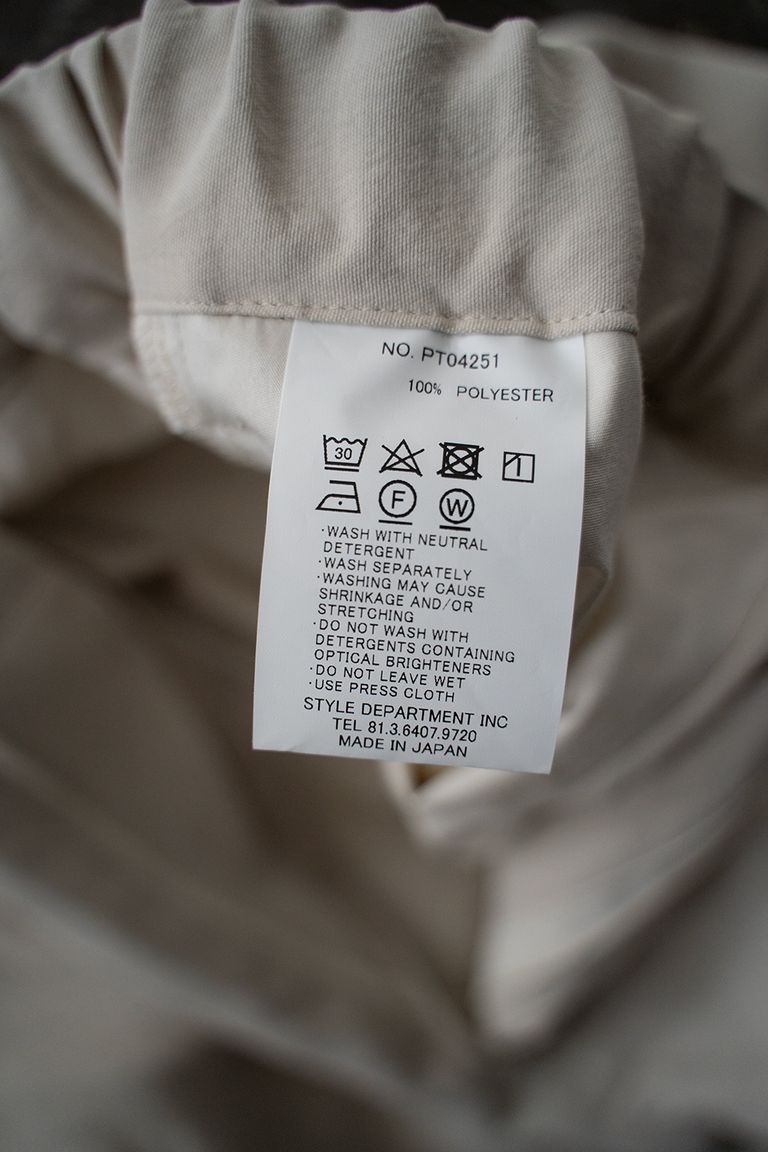 NO. PT04251
100% POLYESTER
30
F W
·WASH WITH NEUTRAL
DETERGENT
·WASH SEPARATELY
·WASHING MAY CAUSE
SHRINKAGE AND/OR
STRETCHING
·DO NOT WASH WITH
DETERGENTS CONTAINING
OPTICAL BRIGHTENERS
·DO NOT LEAVE WET
·USE PRESS CLOTH
STYLE DEPARTMENT INC
TEL 81.3.6407.9720
MADE IN JAPAN